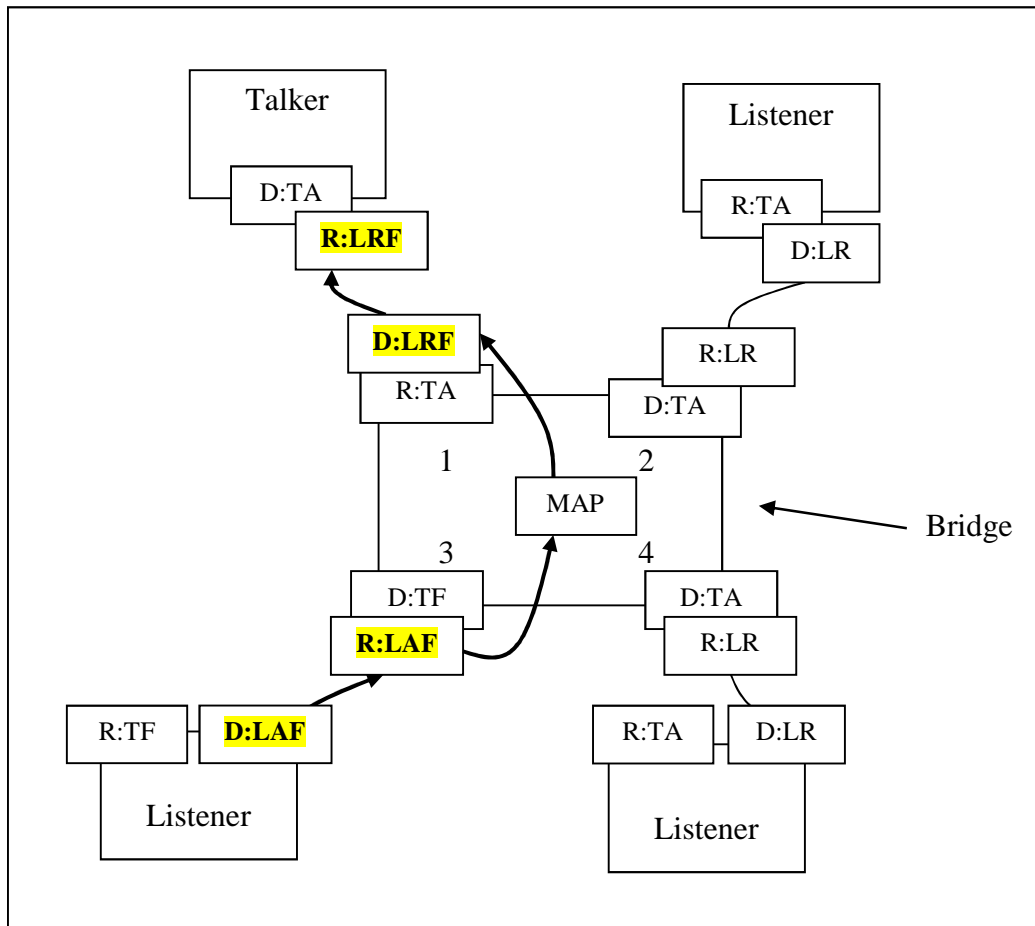 Talker
Listener
D:TA
R:TA
R:LRF
D:LR
D:LRF
R:LR
R:TA
D:TA
1
2
MAP
Bridge
3
4
D:TF
D:TA
R:LAF
R:LR
R:TF
D:LAF
R:TA
D:LR
Listener
Listener